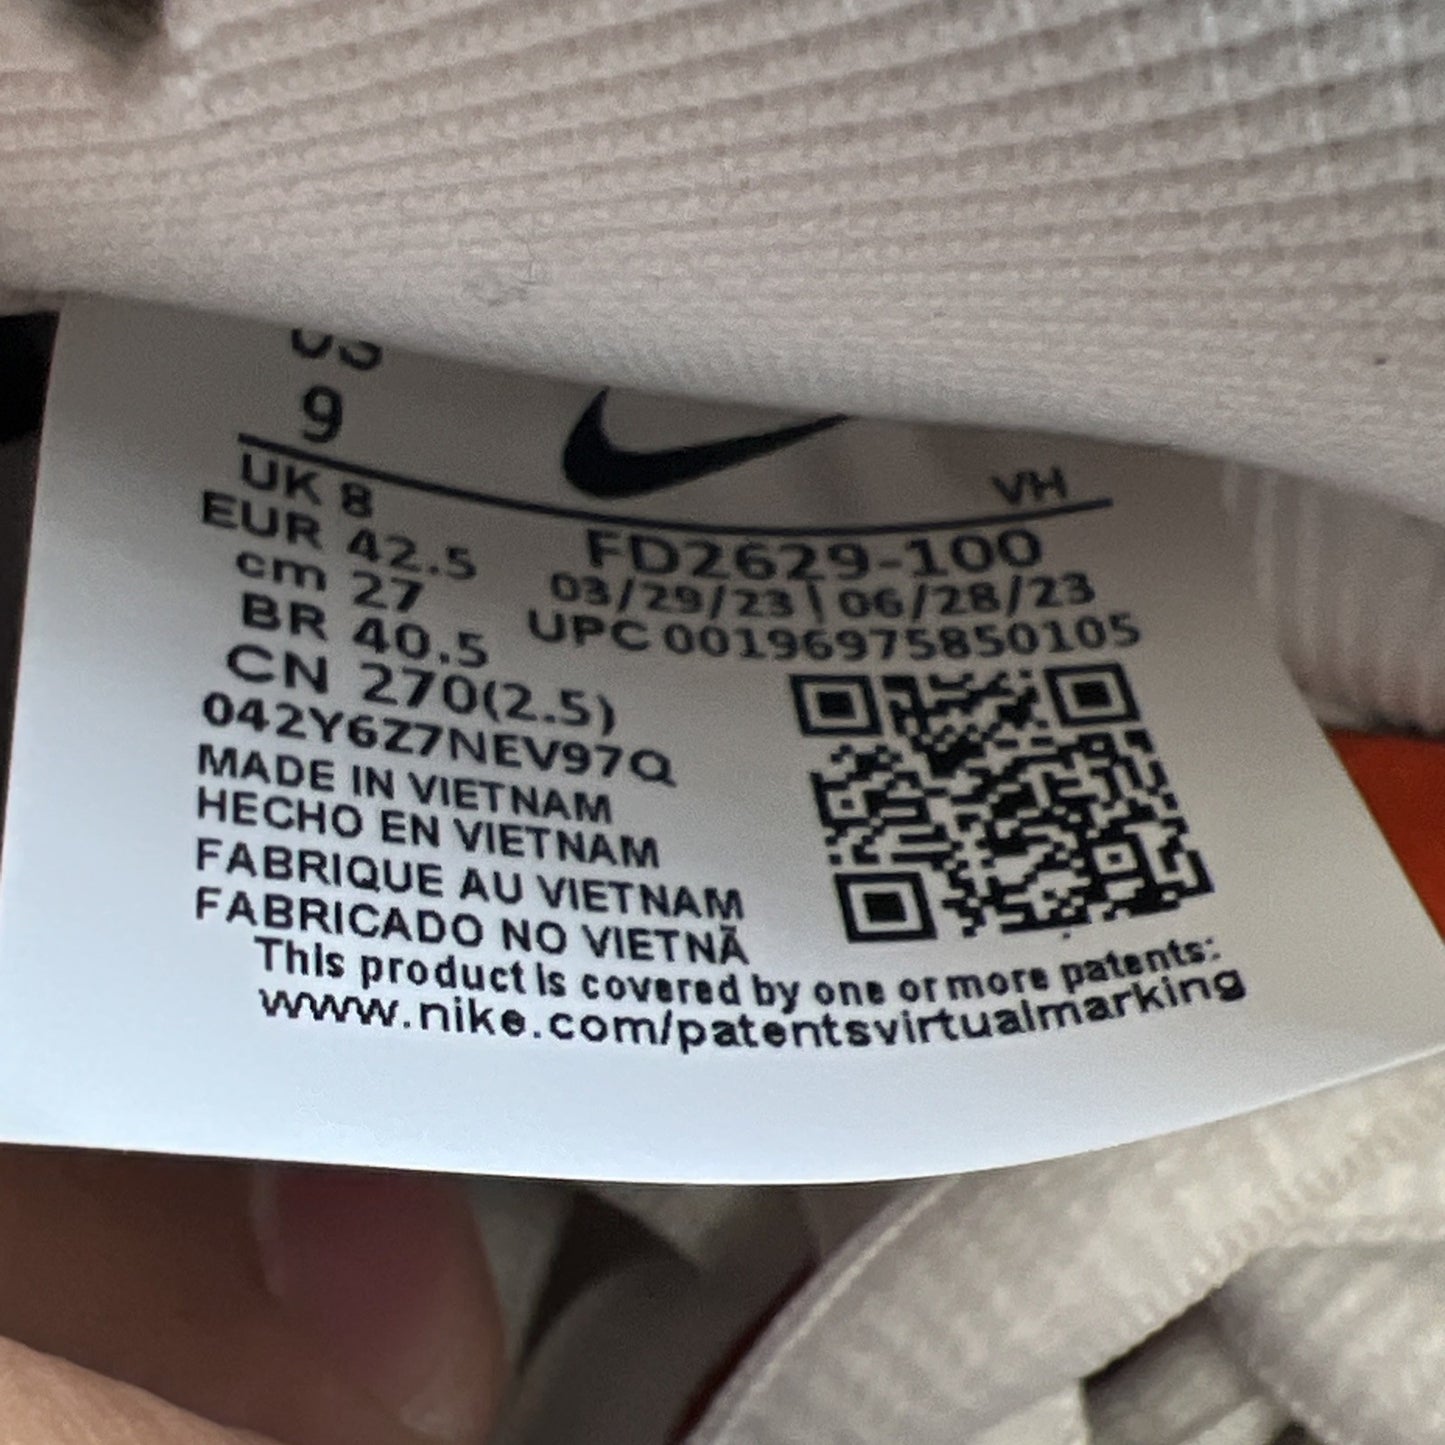 US
9
VH
UK 8
EUR 42.5
cm 27
BR 40.5
CN 270(2.5)
FD2629-100
03/29/23\06/28/23
UPC 00196975850105
042Y6Z7NEV97Q
MADE IN VIETNAM
HECHO EN VIETNAM
FABRIQUE AU VIETNAM
FABRICADO NO VIETNÃ
This product is covered by one or more patents:
www.nike.com/patentsvirtualmarking